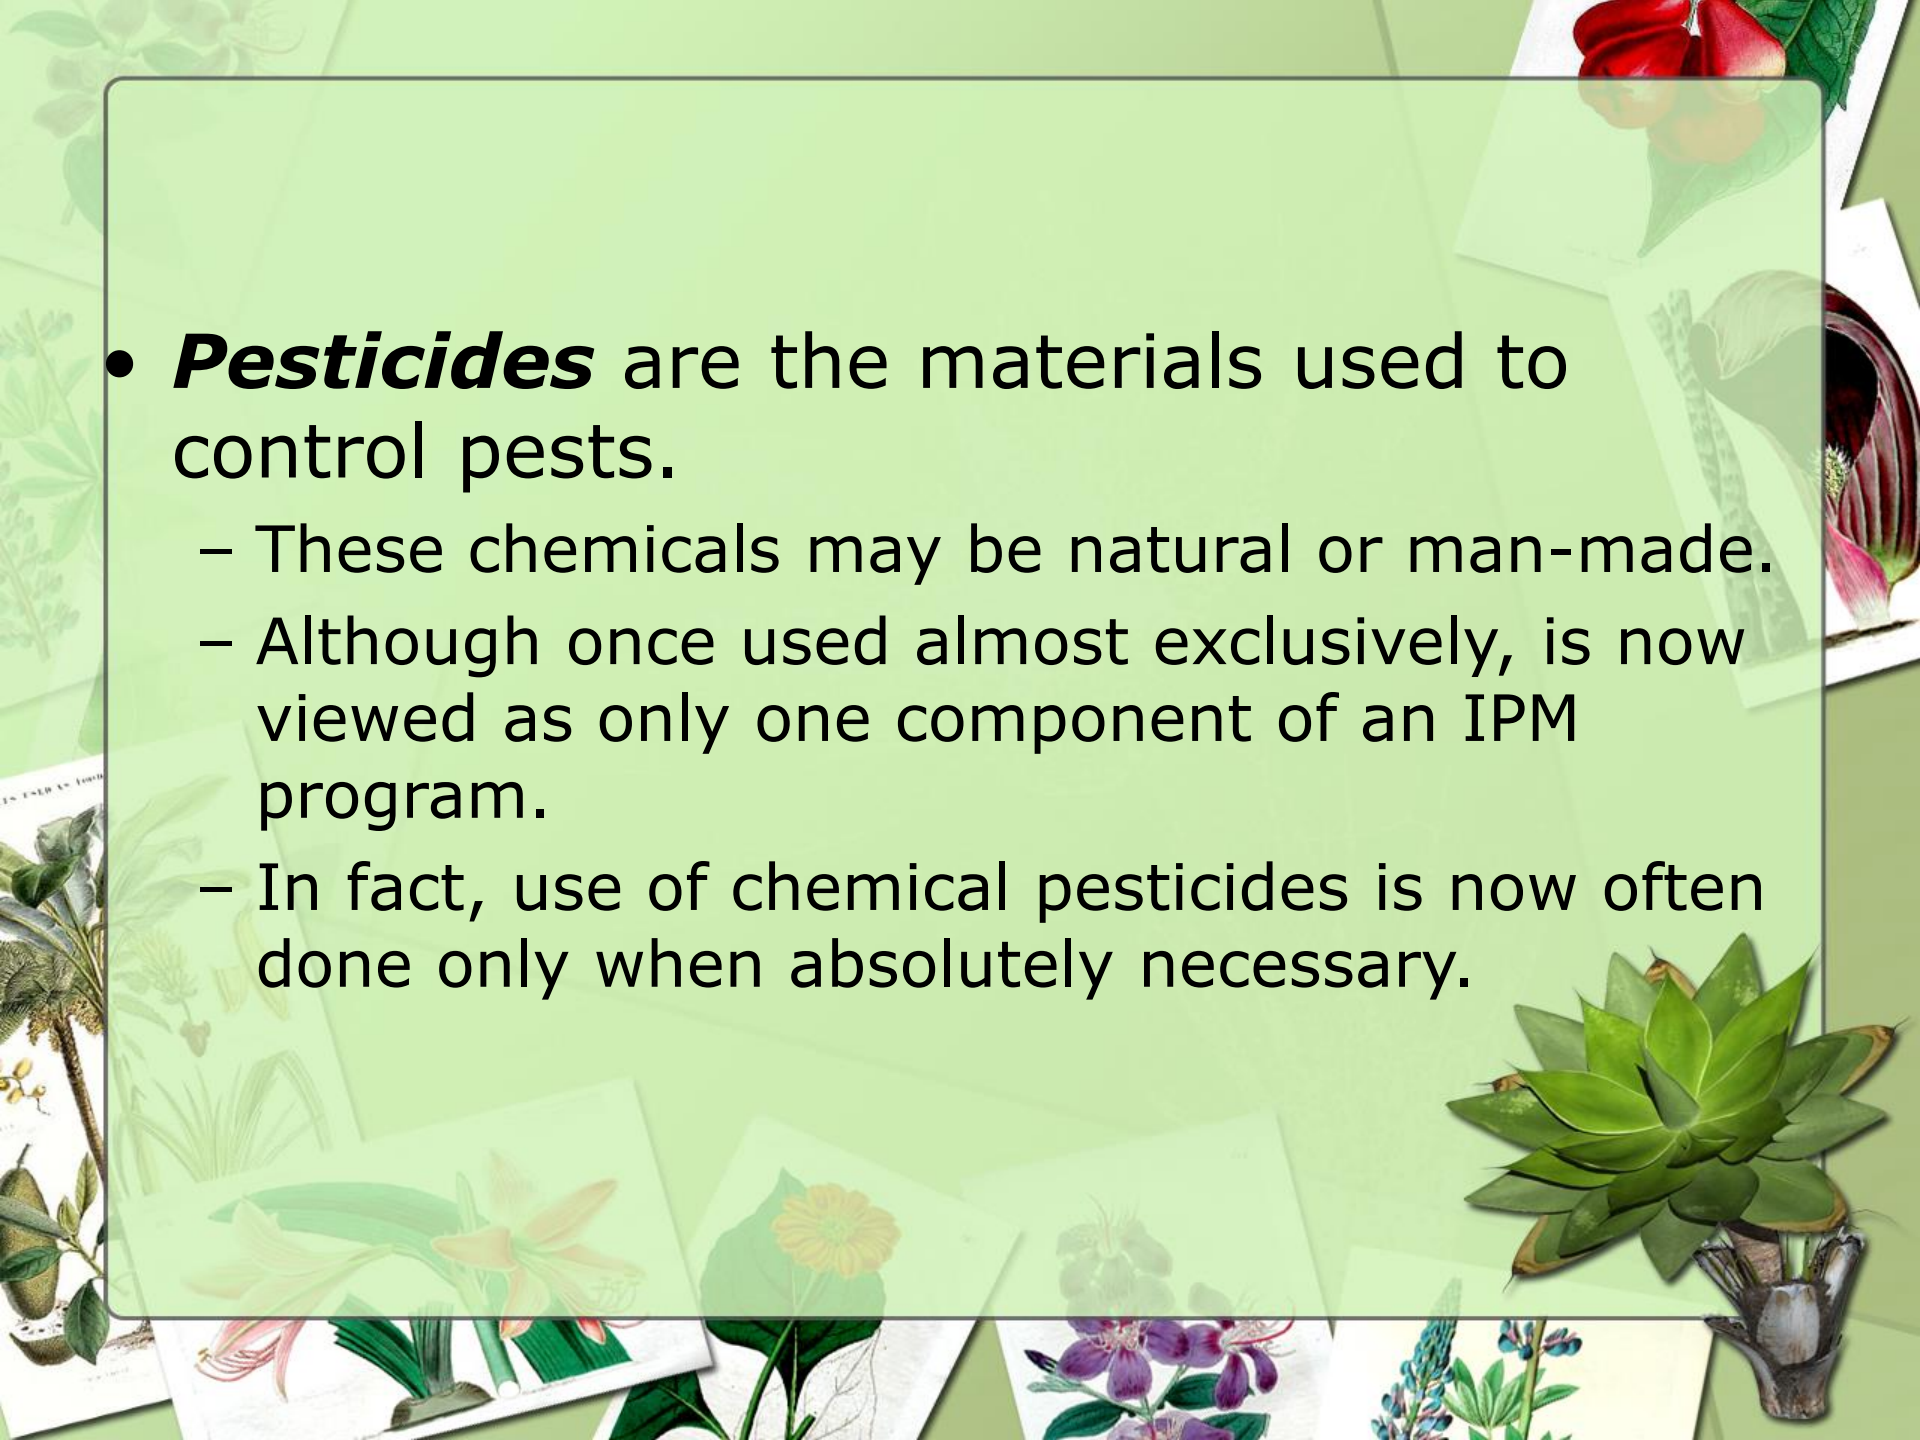 • Pesticides are the materials used to
control pests.
– These chemicals may be natural or man-made.
– Although once used almost exclusively, is now
viewed as only one component of an IPM
program.
– In fact, use of chemical pesticides is now often
done only when absolutely necessary.